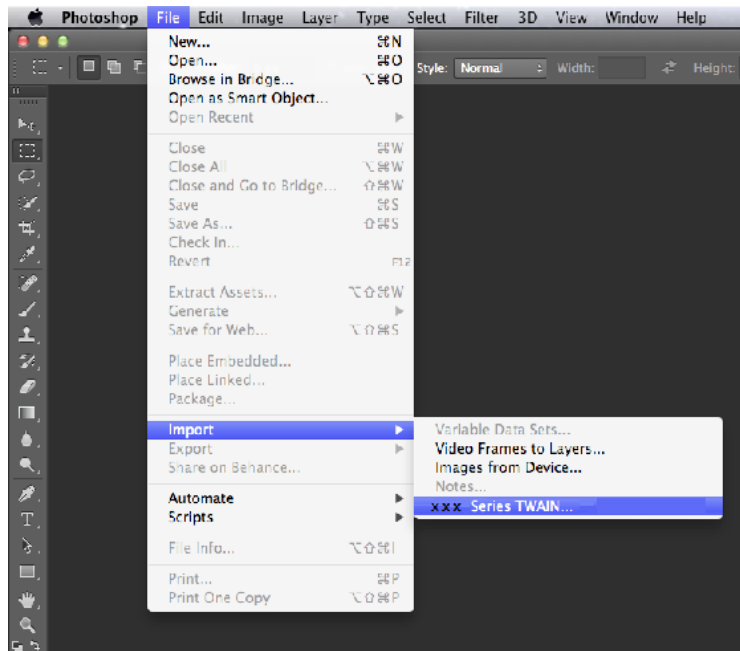 Photoshop File Edit Image Layer Type Select Filter 3D View Window Help
Style: Normal Width: Height:
New... ⌘N
Open... ⌘O
Browse in Bridge... ⌥⌘O
Open as Smart Object...
Open Recent
Close ⌘W
Close All ⌥⌘W
Close and Go to Bridge... ⇧⌘W
Save ⌘S
Save As... ⇧⌘S
Check In...
Revert F12
Extract Assets... ⌥⇧⌘W
Generate
Save for Web... ⌥⇧⌘S
Place Embedded...
Place Linked...
Package...
Import
Export
Share on Behance...
Automate
Scripts
File Info... ⌥⇧⌘I
Print... ⌘P
Print One Copy ⌥⇧⌘P
Variable Data Sets...
Video Frames to Layers...
Images from Device...
Notes...
xxx Series TWAIN...